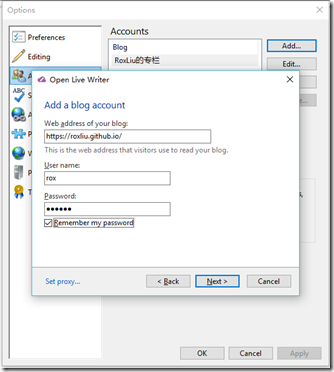 Options
Preferences
Editing
Accounts
Blog
RoxLiu的专栏
Add...
Edit...
Open Live Writer
Add a blog account
Web address of your blog:
https://roxliu.github.io/
This is the web address that visitors use to read your blog.
User name:
rox
Password:
●●●●●●
Remember my password
Set proxy...
< Back
Next >
Cancel
OK
Cancel
Apply